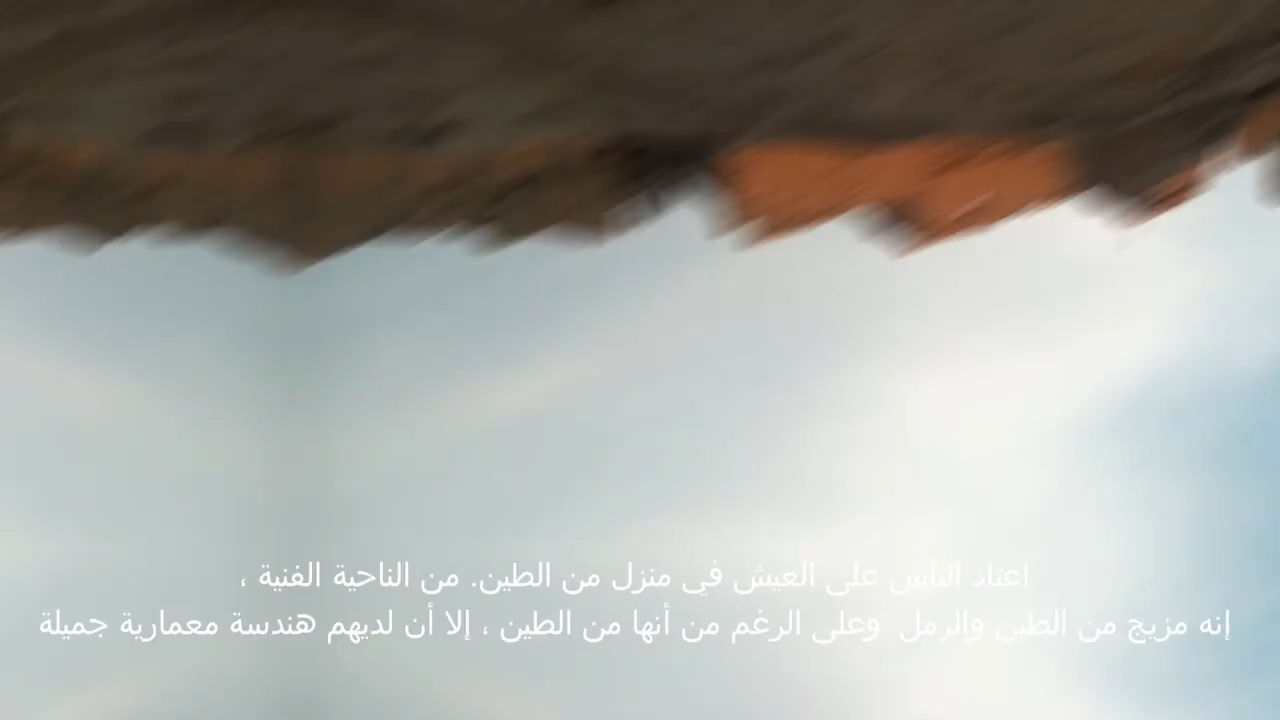 اعتاد الناس على العيش في منزل من الطين. من الناحية الفنية ،
إنه مزيج من الطين والرمل وعلى الرغم من أنها من الطين ، إلا أن لديهم هندسة معمارية جميلة